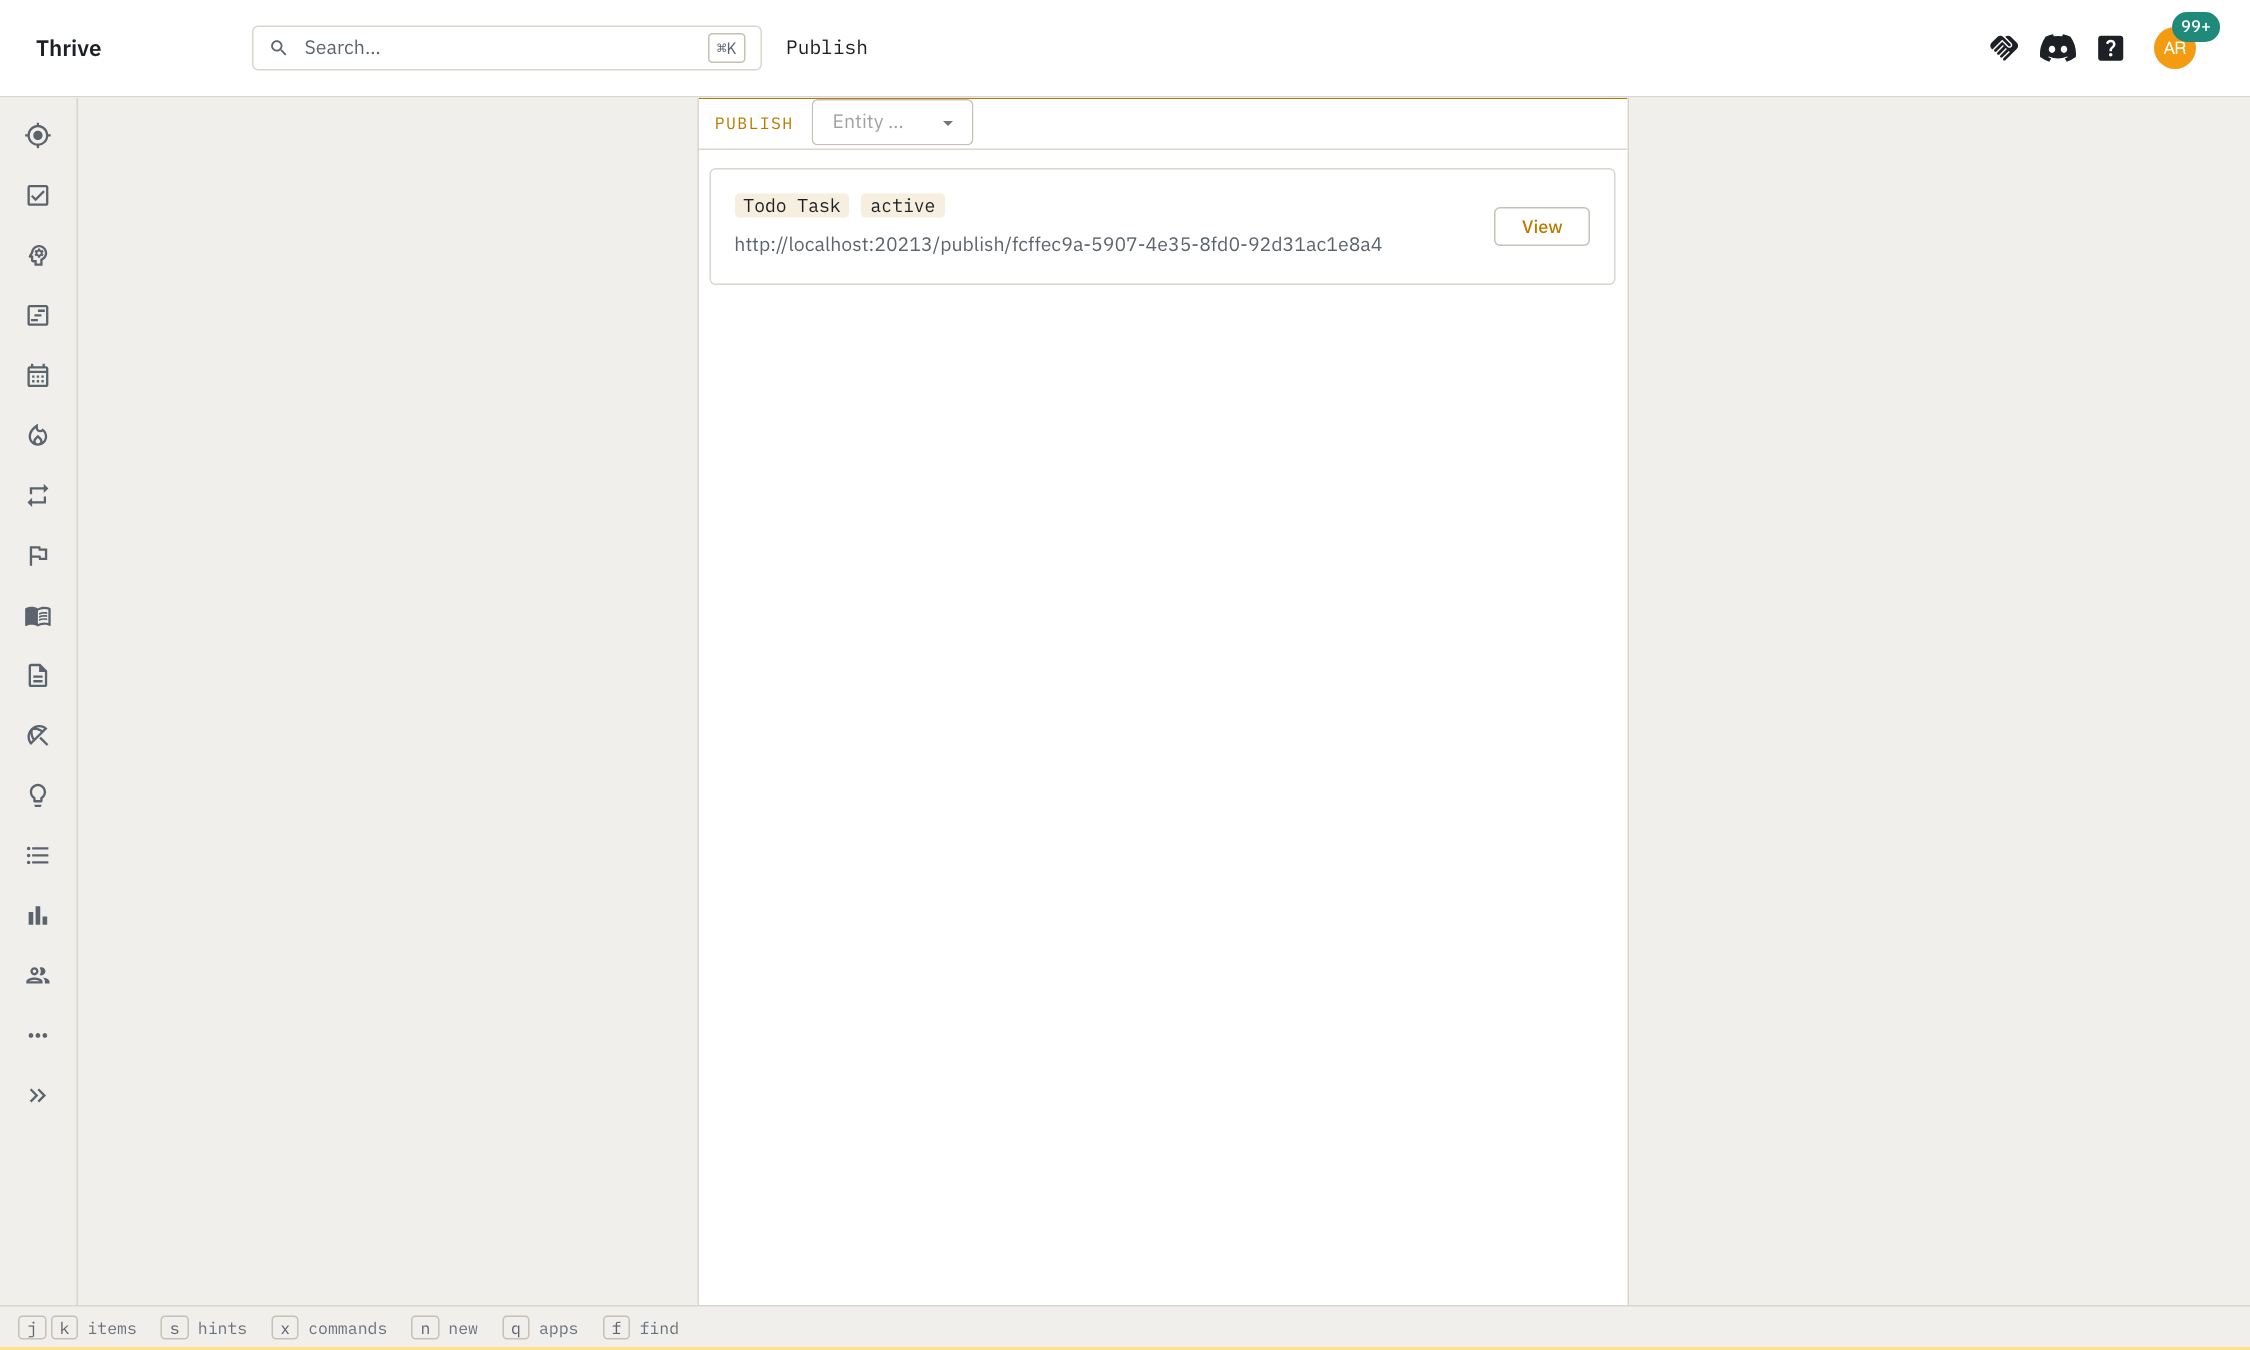 Thrive
Search...
⌘K
Publish
99+
AR
PUBLISH
Entity ...
Todo Task active
http://localhost:20213/publish/fcffec9a-5907-4e35-8fd0-92d31ac1e8a4
View
j k items s hints x commands n new q apps f find